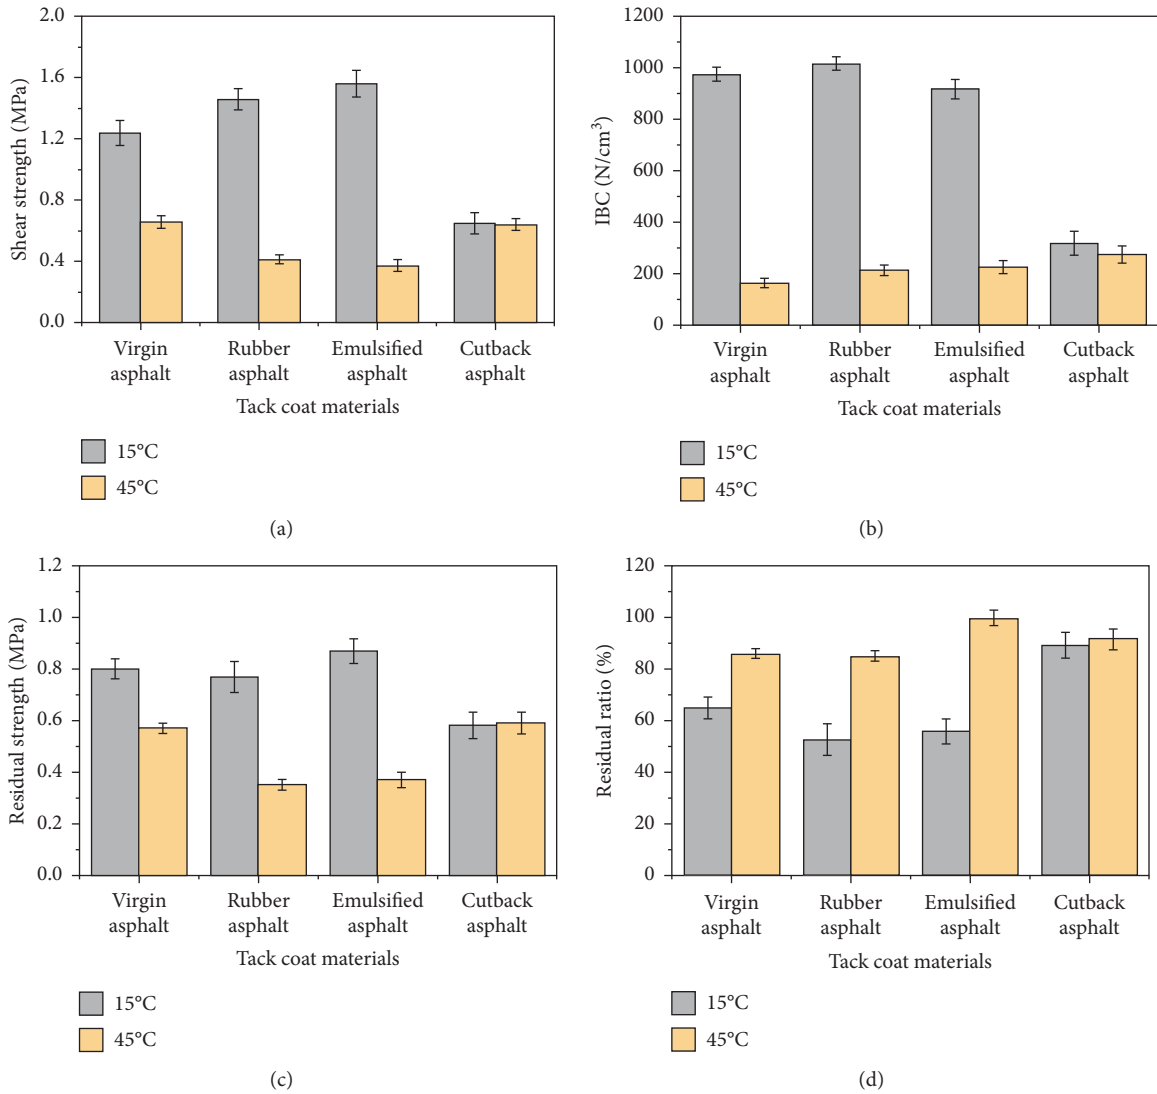 2.0
1.6
1.2
0.8
0.4
0.0
Shear strength (MPa)
Virgin asphalt
Rubber asphalt
Emulsified asphalt
Cutback asphalt
Tack coat materials
15°C
45°C
(a)
1200
1000
800
600
400
200
0
IBC (N/cm³)
Virgin asphalt
Rubber asphalt
Emulsified asphalt
Cutback asphalt
Tack coat materials
15°C
45°C
(b)
1.2
1.0
0.8
0.6
0.4
0.2
0.0
Residual strength (MPa)
Virgin asphalt
Rubber asphalt
Emulsified asphalt
Cutback asphalt
Tack coat materials
15°C
45°C
(c)
120
100
80
60
40
20
0
Residual ratio (%)
Virgin asphalt
Rubber asphalt
Emulsified asphalt
Cutback asphalt
Tack coat materials
15°C
45°C
(d)